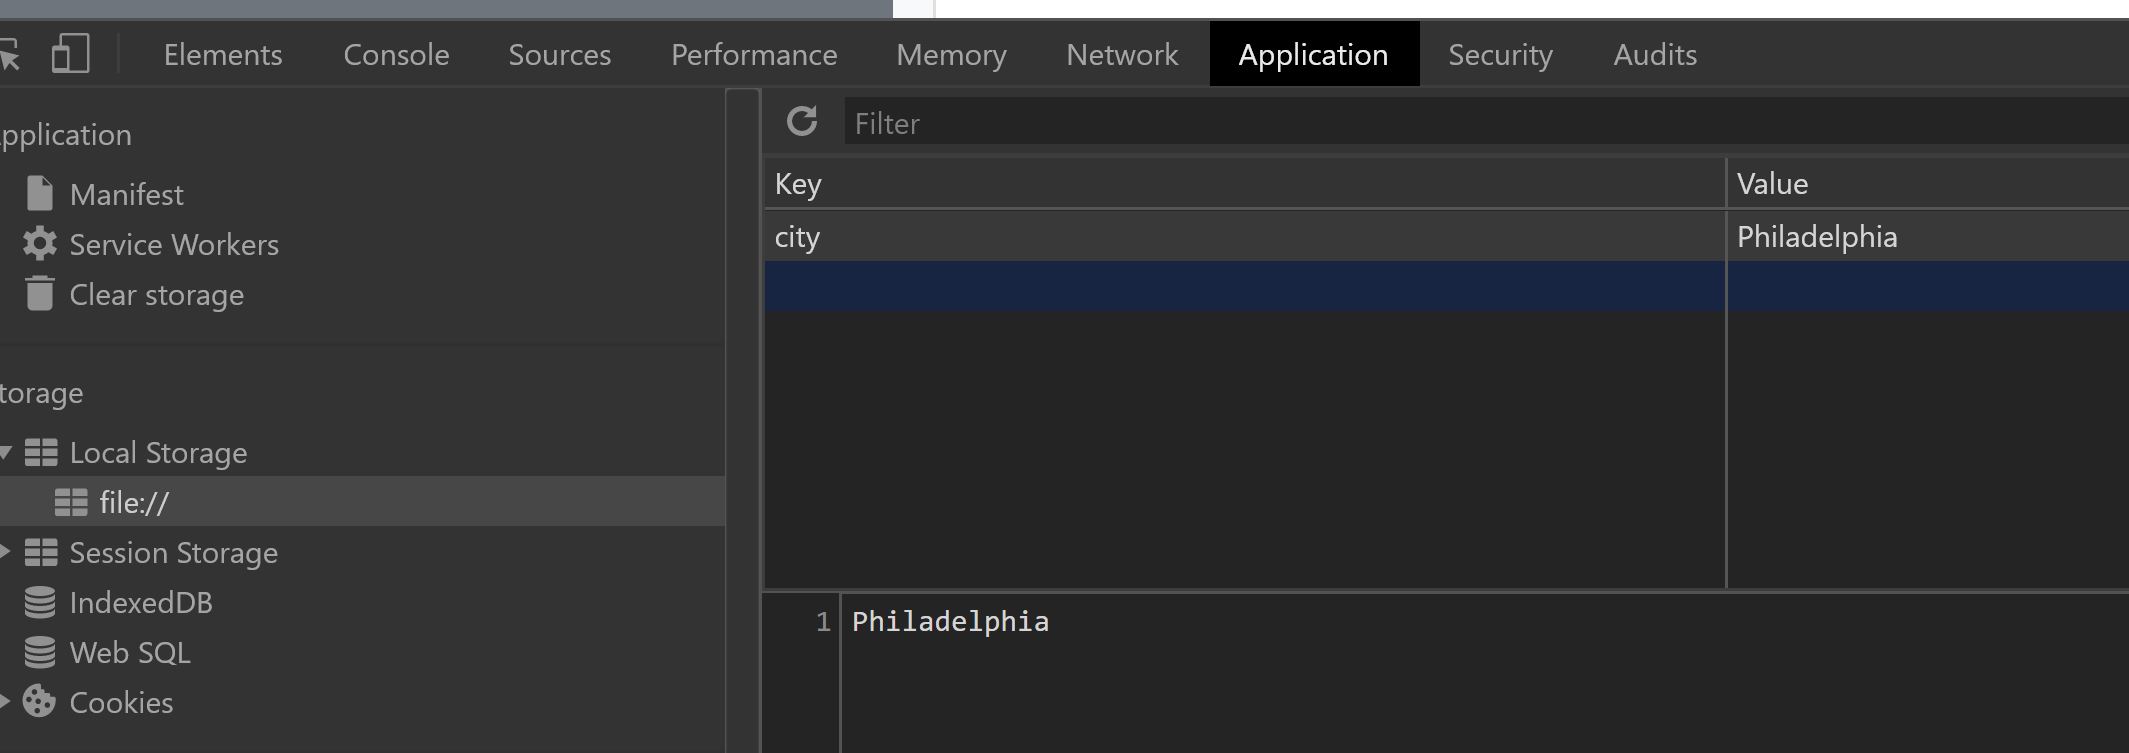 Elements Console Sources Performance Memory Network Application Security Audits
pplication
Manifest
Service Workers
Clear storage
torage
Local Storage
file://
Session Storage
IndexedDB
Web SQL
Cookies
Filter
Key Value
city Philadelphia
1 Philadelphia